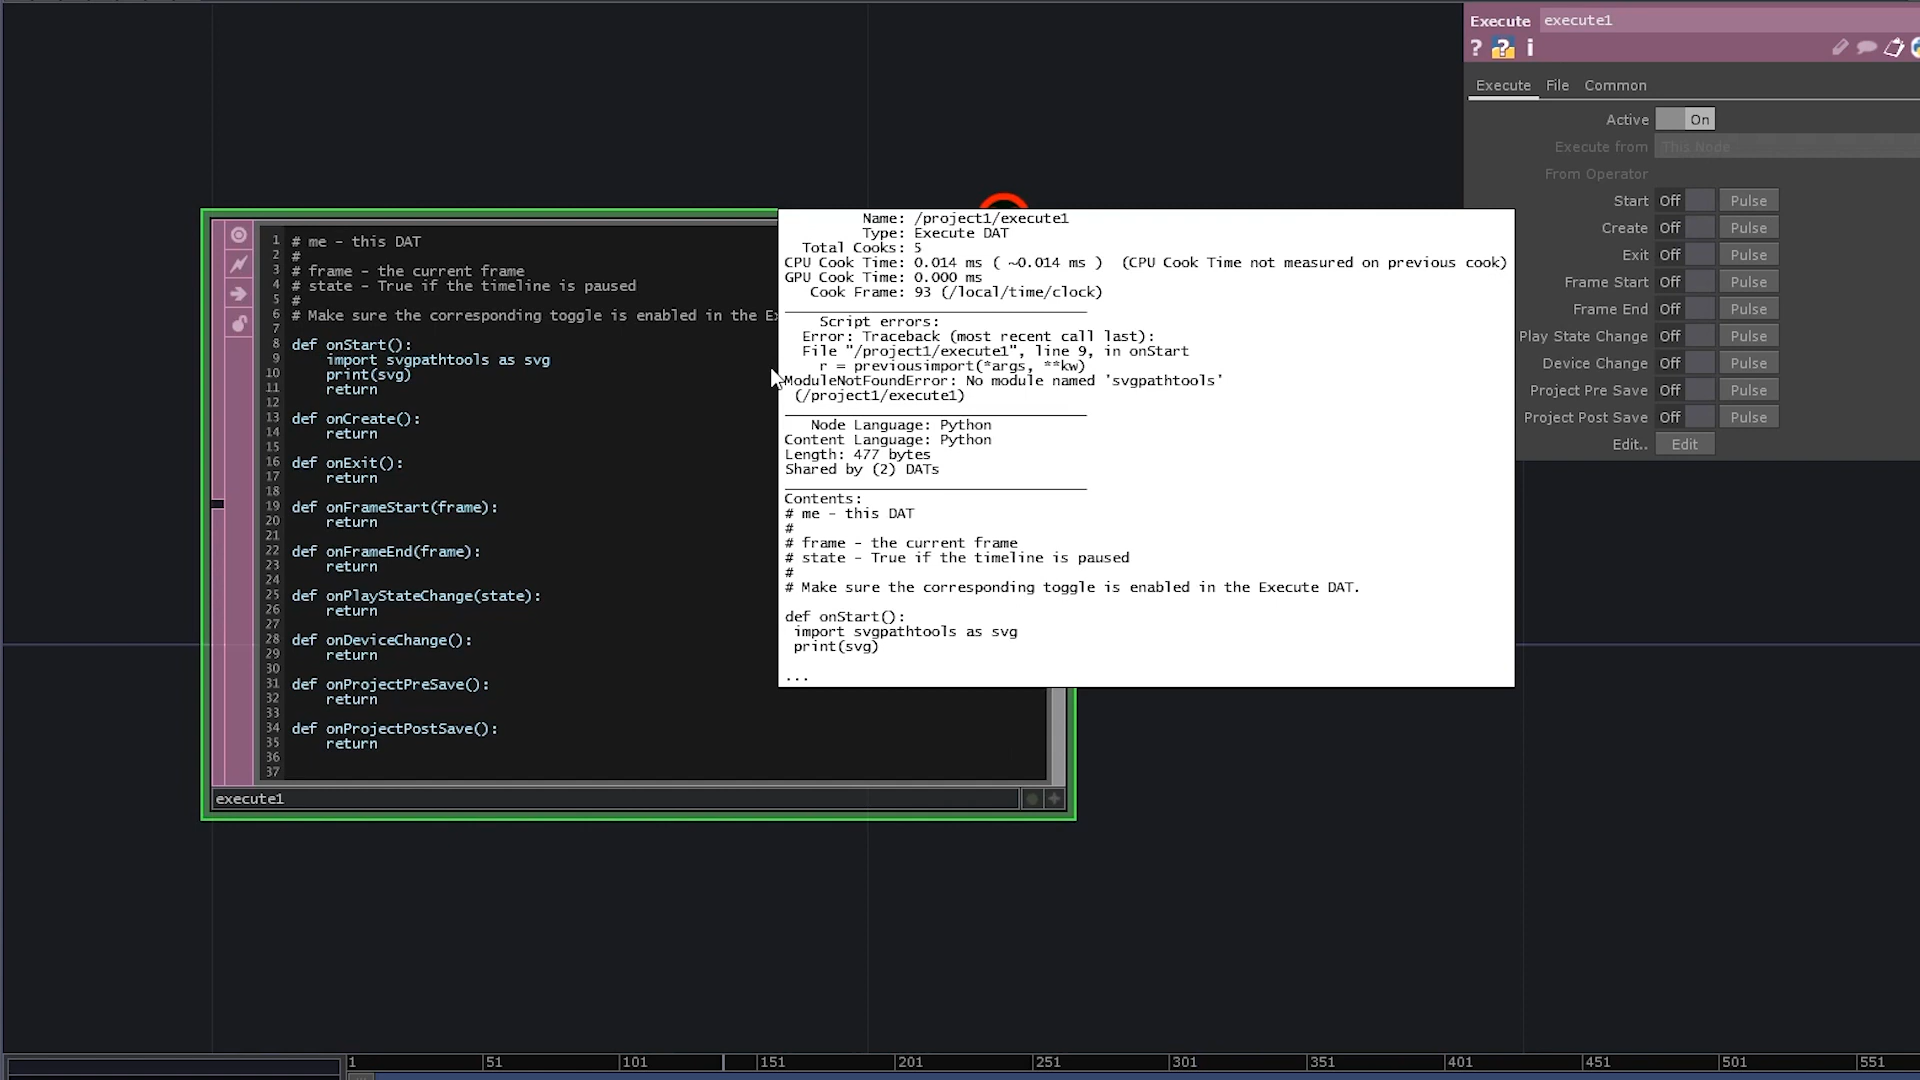 Execute execute1
? ? i
Execute File Common
Active On
Execute from This Node
From Operator
Start Off Pulse
Create Off Pulse
Exit Off Pulse
Frame Start Off Pulse
Frame End Off Pulse
Play State Change Off Pulse
Device Change Off Pulse
Project Pre Save Off Pulse
Project Post Save Off Pulse
Edit.. Edit
1 # me - this DAT
2 #
3 # frame - the current frame
4 # state - True if the timeline is paused
5 #
6 # Make sure the corresponding toggle is enabled in the
7
8 def onStart():
9 import svgpathtools as svg
10 print(svg)
11 return
12
13 def onCreate():
14 return
15
16 def onExit():
17 return
18
19 def onFrameStart(frame):
20 return
21
22 def onFrameEnd(frame):
23 return
24
25 def onPlayStateChange(state):
26 return
27
28 def onDeviceChange():
29 return
30
31 def onProjectPreSave():
32 return
33
34 def onProjectPostSave():
35 return
36
37
execute1
Name: /project1/execute1
Type: Execute DAT
Total Cooks: 5
CPU Cook Time: 0.014 ms ( ~0.014 ms ) (CPU Cook Time not measured on previous cook)
GPU Cook Time: 0.000 ms
Cook Frame: 93 (/local/time/clock)
Script errors:
Error: Traceback (most recent call last):
File "/project1/execute1", line 9, in onStart
r = previousimport(*args, **kw)
ModuleNotFoundError: No module named 'svgpathtools'
(/project1/execute1)
Node Language: Python
Content Language: Python
Length: 477 bytes
Shared by (2) DATs
Contents:
# me - this DAT
#
# frame - the current frame
# state - True if the timeline is paused
#
# Make sure the corresponding toggle is enabled in the Execute DAT.
def onStart():
import svgpathtools as svg
print(svg)
...
1 51 101 151 201 251 301 351 401 451 501 551